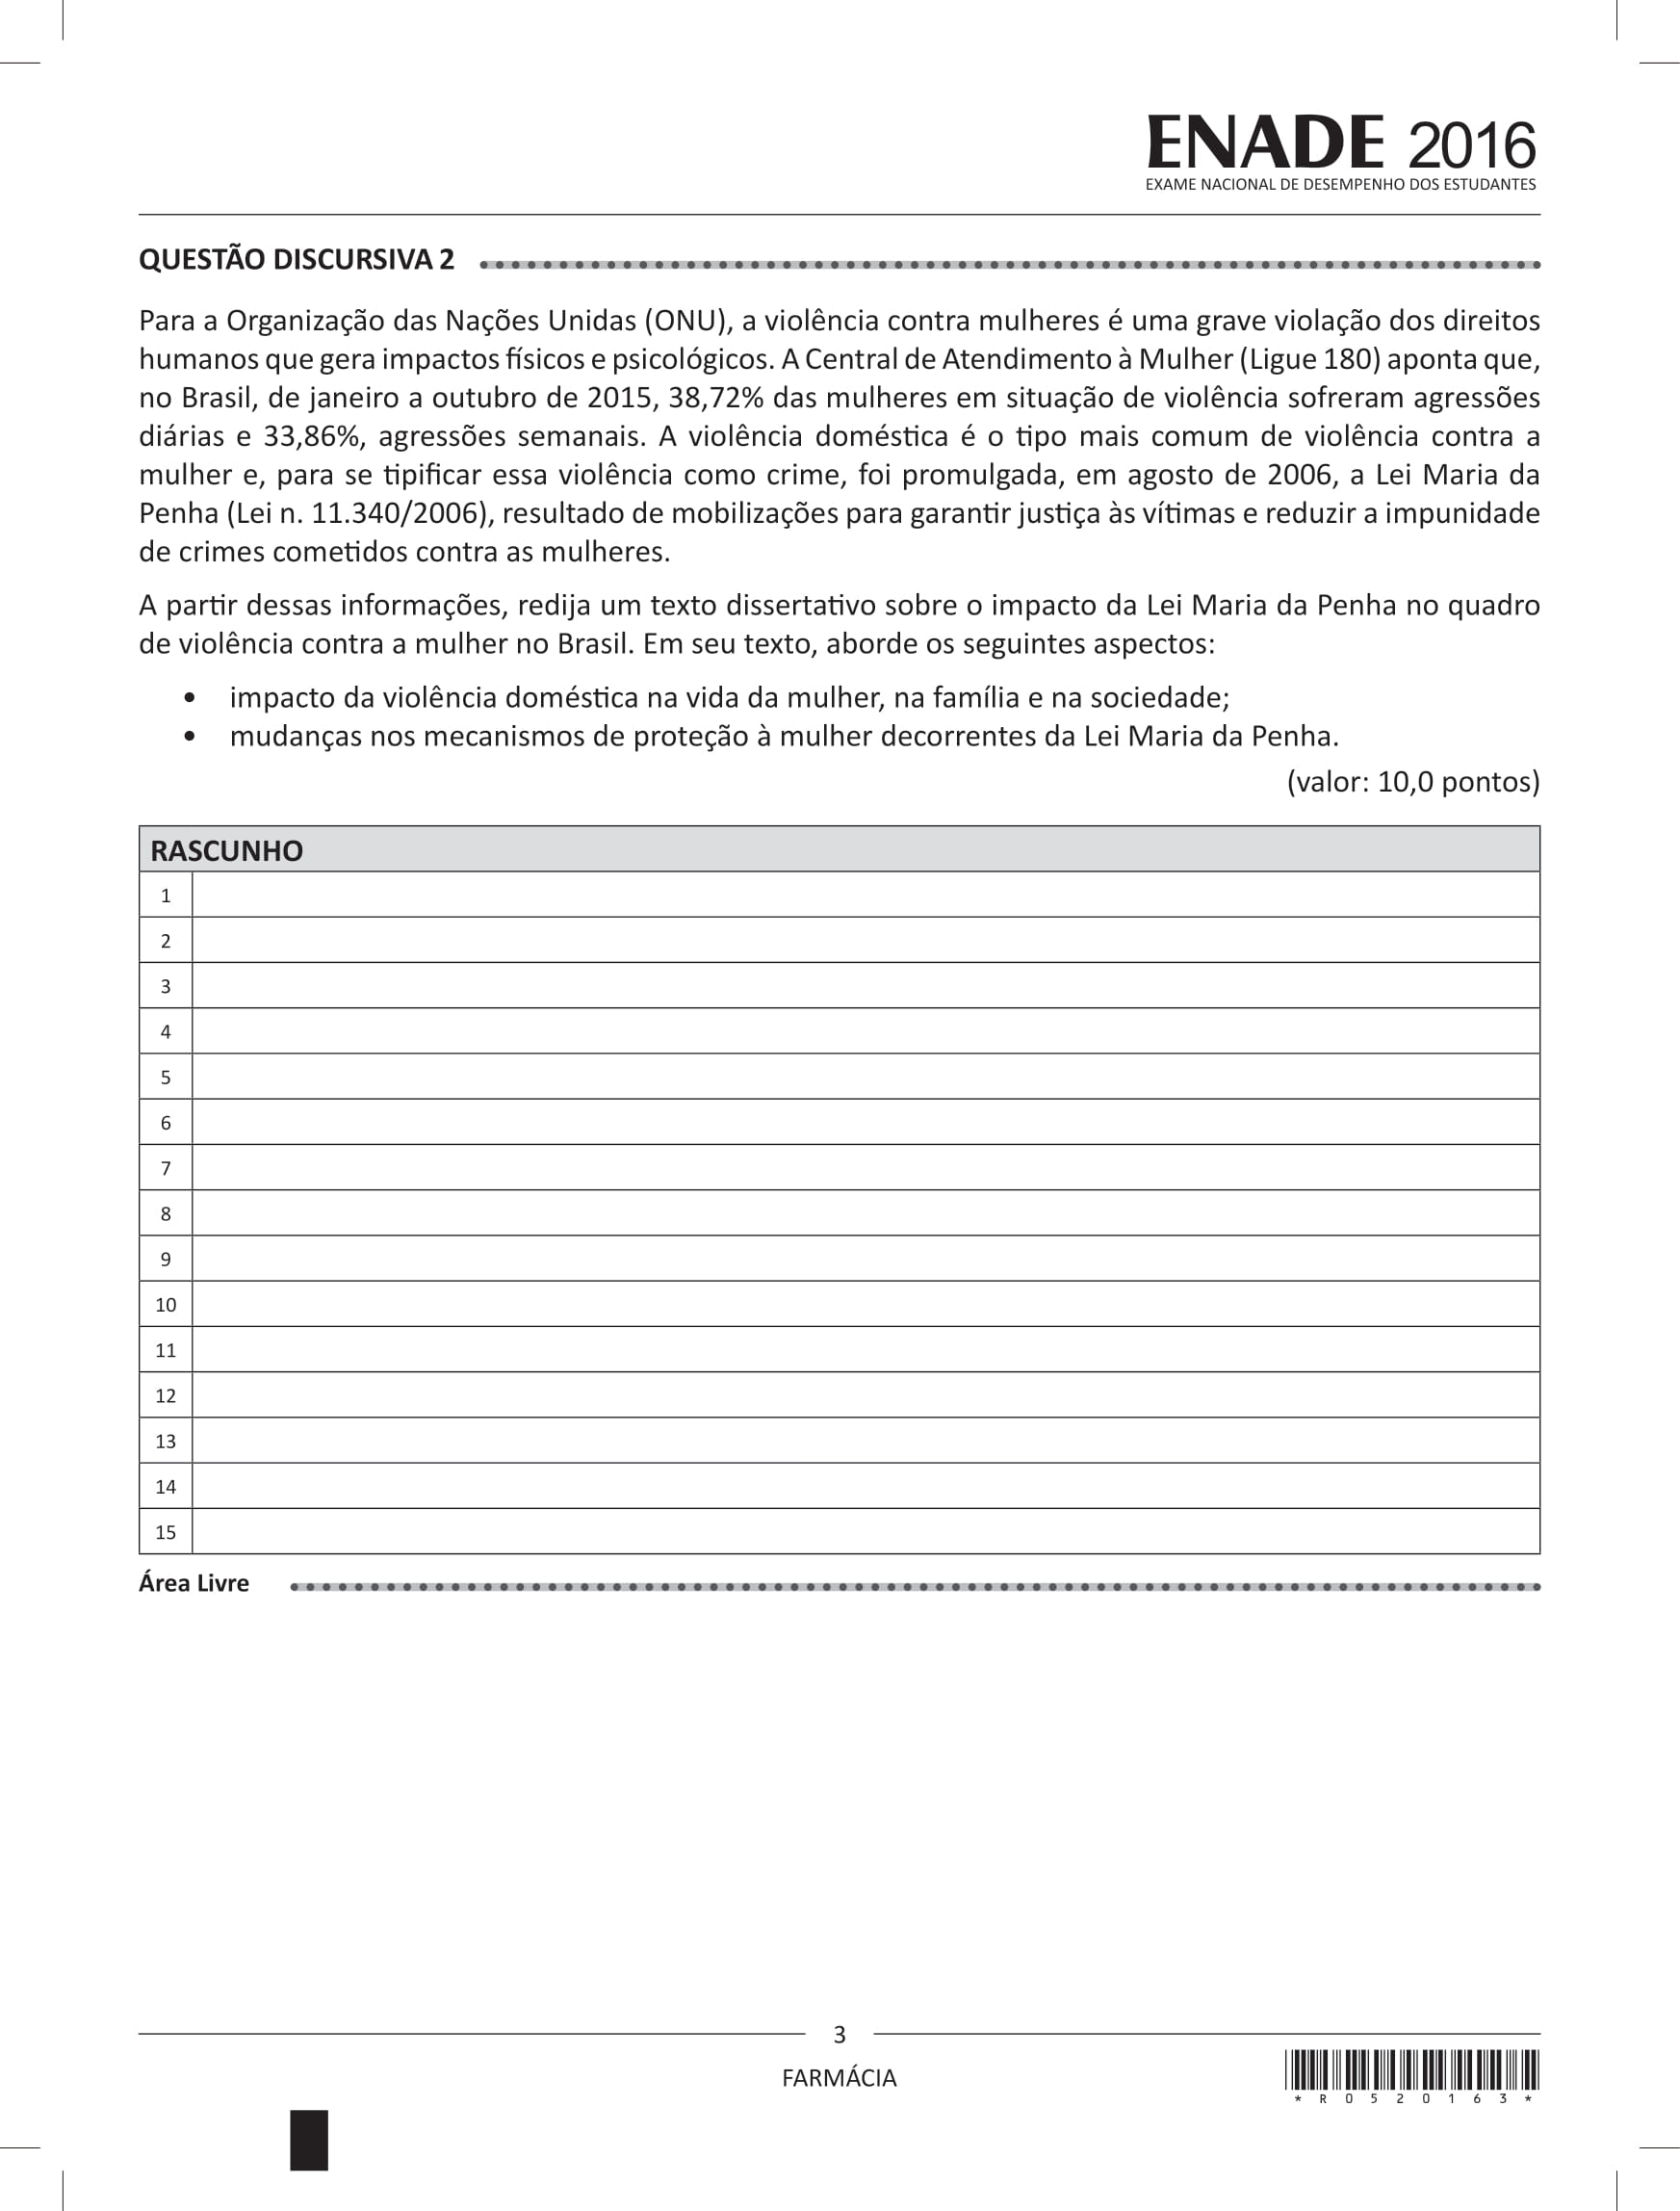 ENADE 2016
EXAME NACIONAL DE DESEMPENHO DOS ESTUDANTES
QUESTÃO DISCURSIVA 2
Para a Organização das Nações Unidas (ONU), a violência contra mulheres é uma grave violação dos direitos
humanos que gera impactos físicos e psicológicos. A Central de Atendimento à Mulher (Ligue 180) aponta que,
no Brasil, de janeiro a outubro de 2015, 38,72% das mulheres em situação de violência sofreram agressões
diárias e 33,86%, agressões semanais. A violência doméstica é o tipo mais comum de violência contra a
mulher e, para se tipificar essa violência como crime, foi promulgada, em agosto de 2006, a Lei Maria da
Penha (Lei n. 11.340/2006), resultado de mobilizações para garantir justiça às vítimas e reduzir a impunidade
de crimes cometidos contra as mulheres.
A partir dessas informações, redija um texto dissertativo sobre o impacto da Lei Maria da Penha no quadro
de violência contra a mulher no Brasil. Em seu texto, aborde os seguintes aspectos:
• impacto da violência doméstica na vida da mulher, na família e na sociedade;
• mudanças nos mecanismos de proteção à mulher decorrentes da Lei Maria da Penha.
(valor: 10,0 pontos)
RASCUNHO
1
2
3
4
5
6
7
8
9
10
11
12
13
14
15
Área Livre
3
FARMÁCIA
* R 0 5 2 0 1 6 3 *